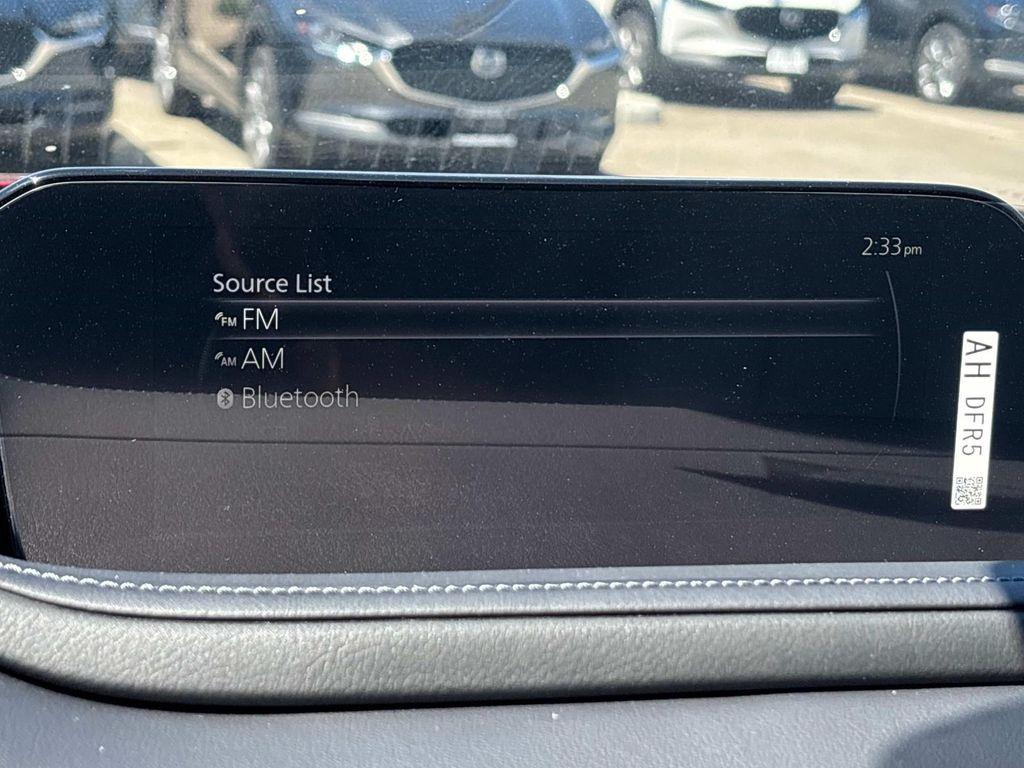 2:33 pm
Source List
FM FM
AM AM
Bluetooth
AH DFR5